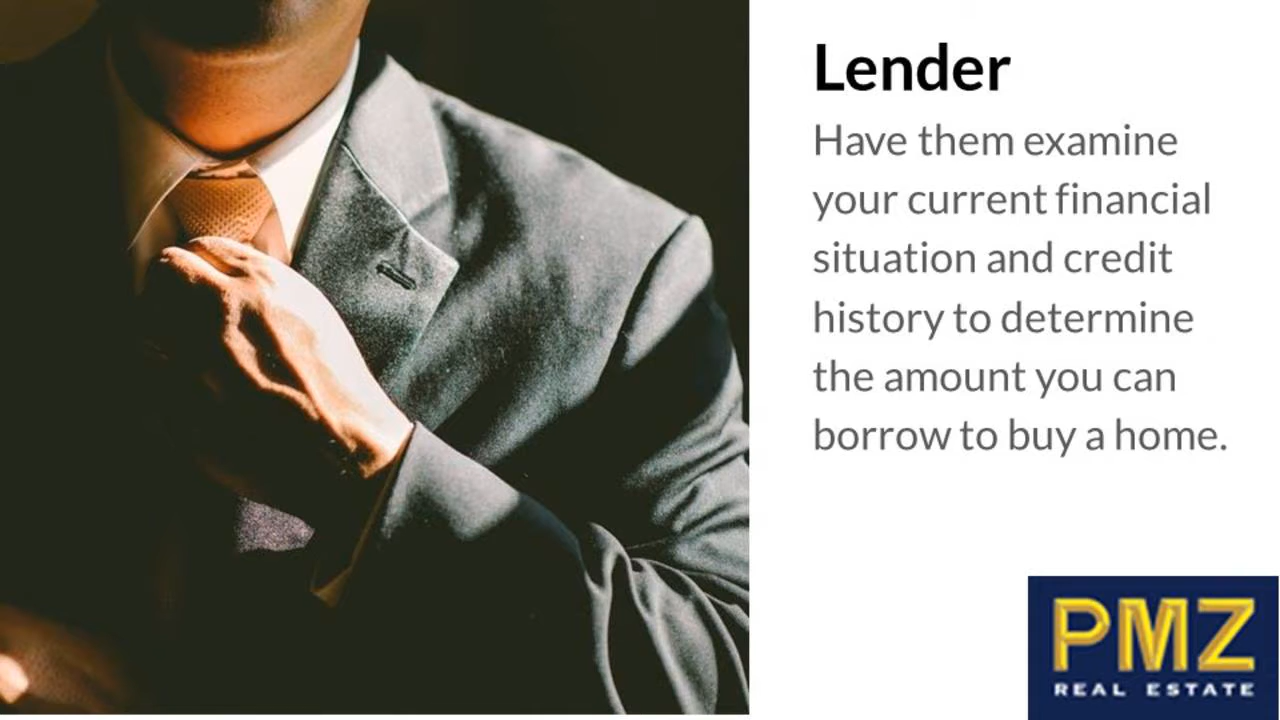 Lender
Have them examine
your current financial
situation and credit
history to determine
the amount you can
borrow to buy a home.
PMZ
REAL ESTATE